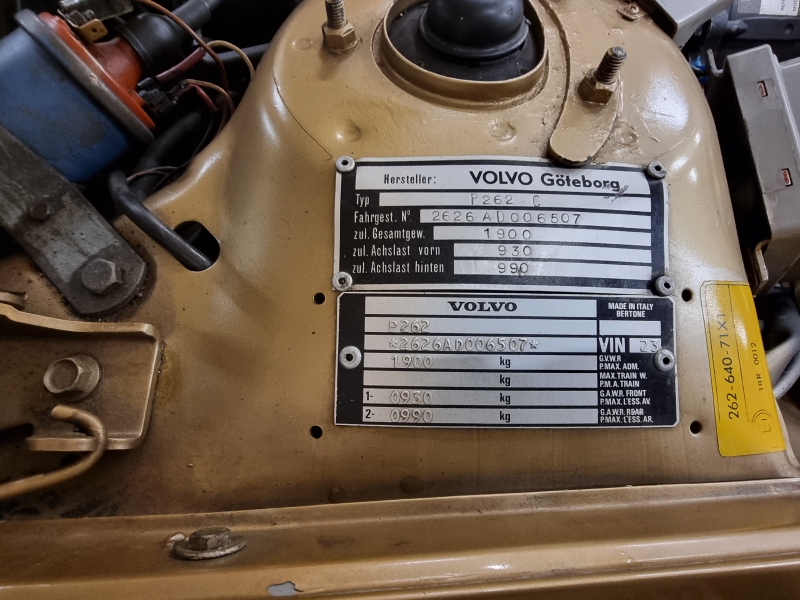 Hersteller: VOLVO Göteborg
Typ P262 C
Fahrgest. No 2626AD006507
zul. Gesamtgew. 1900
zul. Achslast vorn 930
zul. Achslast hinten 990
VOLVO
MADE IN ITALY
BERTONE
P262
*2626AD006507* VIN 23
1900 kg G.V.W.R
P.MAX.ADM.
kg MAX.TRAIN W.
P.M.A.TRAIN
1- 0930 kg G.A.W.R FRONT
P.MAX.L'ESS.AV.
2- 0990 kg G.A.W.R REAR
P.MAX.L'ESS.AR.
262-640-71X1